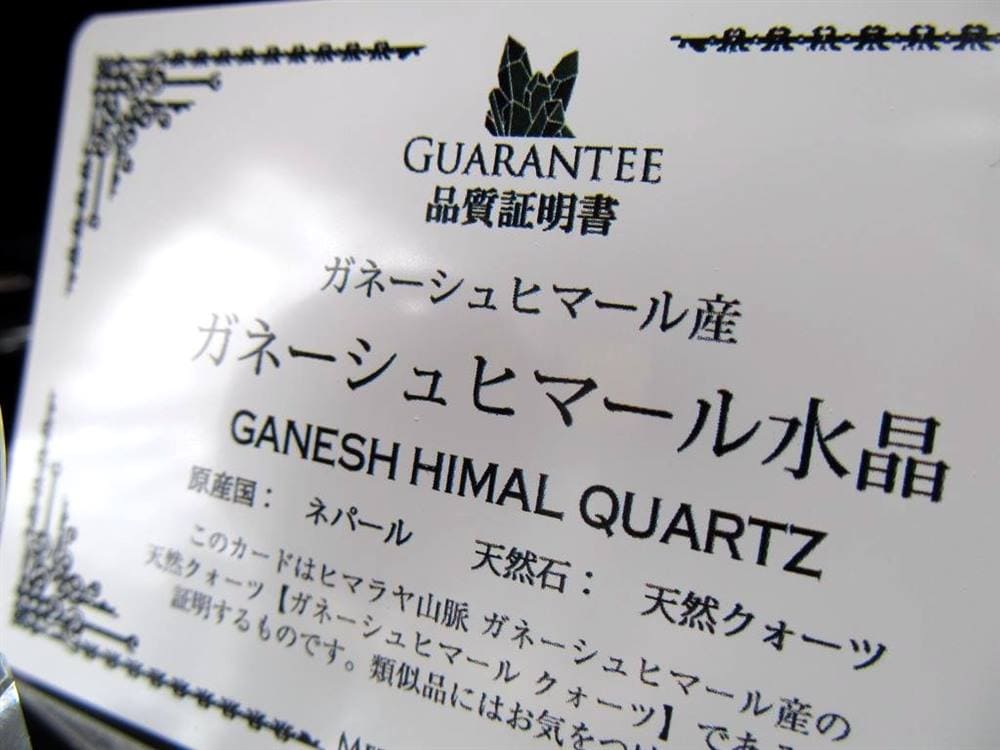 GUARANTEE
品質証明書
ガネーシュヒマール産
ガネーシュヒマール水晶
GANESH HIMAL QUARTZ
原産国： ネパール 天然石： 天然クォーツ
このカードはヒマラヤ山脈 ガネーシュヒマール産の
天然クォーツ【ガネーシュヒマール クォーツ】である
証明するものです。類似品にはお気をつけ